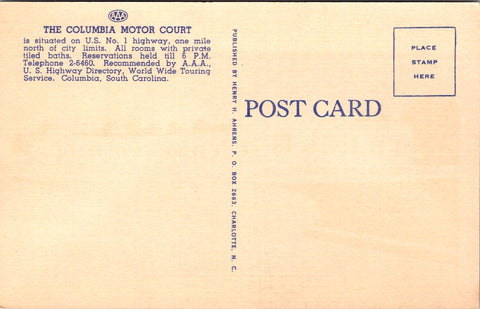 AAA
THE COLUMBIA MOTOR COURT
is situated on U.S. No. 1 highway, one mile
north of city limits. All rooms with private
tiled baths. Reservations held till 6 P.M.
Telephone 2-6460. Recommended by A.A.A.,
U. S. Highway Directory, World Wide Touring
Service. Columbia, South Carolina.
PUBLISHED BY HENRY H. AHRENS, P. O. BOX 2663, CHARLOTTE, N. C.
POST CARD
PLACE
STAMP
HERE